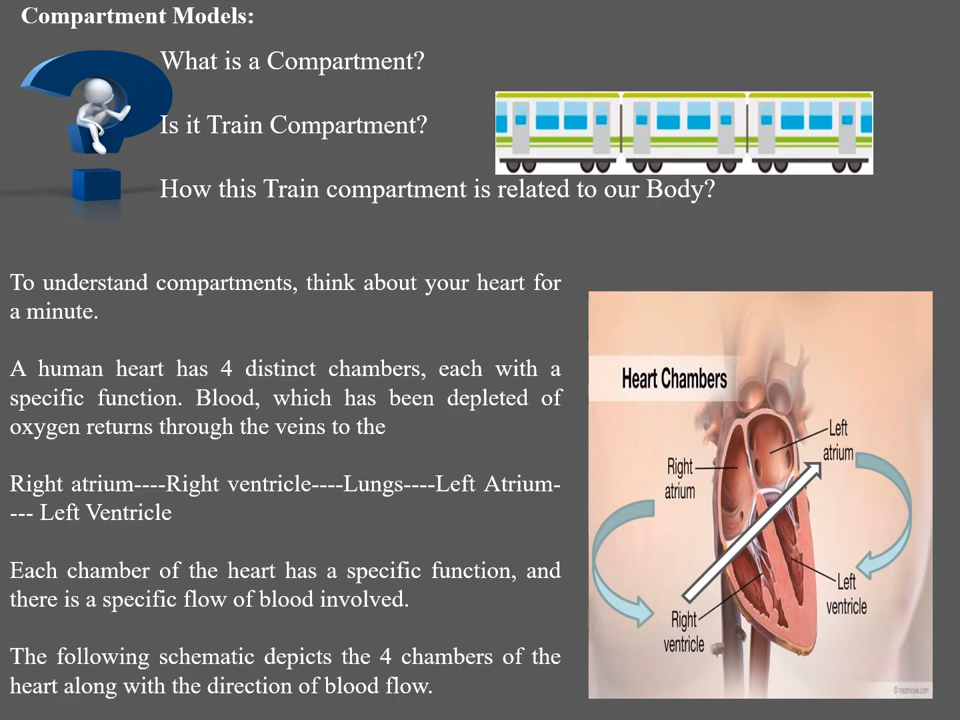 Compartment Models:
What is a Compartment?
Is it Train Compartment?
How this Train compartment is related to our Body?
To understand compartments, think about your heart for
a minute.
A human heart has 4 distinct chambers, each with a
specific function. Blood, which has been depleted of
oxygen returns through the veins to the
Right atrium----Right ventricle----Lungs----Left Atrium-
--- Left Ventricle
Each chamber of the heart has a specific function, and
there is a specific flow of blood involved.
The following schematic depicts the 4 chambers of the
heart along with the direction of blood flow.
Heart Chambers
Left
atrium
Right
atrium
Left
ventricle
Right
ventricle
© medmovie.com